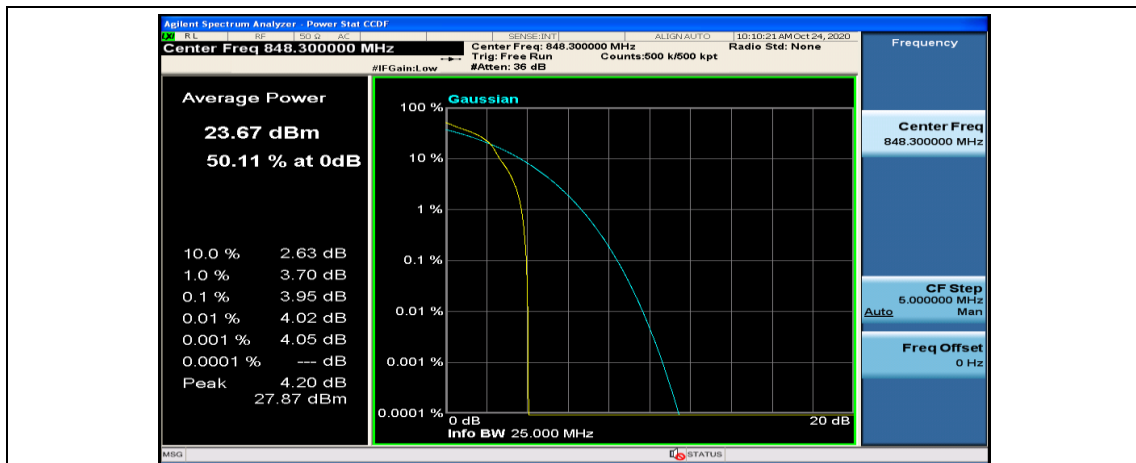 Agilent Spectrum Analyzer - Power Stat CCDF
LXI RL RF 50 Ω AC SENSE:INT ALIGN AUTO 10:10:21 AM Oct 24, 2020
Center Freq 848.300000 MHz
Center Freq: 848.300000 MHz
Radio Std: None
Trig: Free Run
Counts:500 k/500 kpt
#IFGain:Low
#Atten: 36 dB
Average Power
23.67 dBm
50.11 % at 0dB
10.0 % 2.63 dB
1.0 % 3.70 dB
0.1 % 3.95 dB
0.01 % 4.02 dB
0.001 % 4.05 dB
0.0001 % --- dB
Peak 4.20 dB
27.87 dBm
Gaussian
100 %
10 %
1 %
0.1 %
0.01 %
0.001 %
0.0001 %
0 dB
20 dB
Info BW 25.000 MHz
Frequency
Center Freq
848.300000 MHz
CF Step
5.000000 MHz
Auto Man
Freq Offset
0 Hz
MSG
STATUS